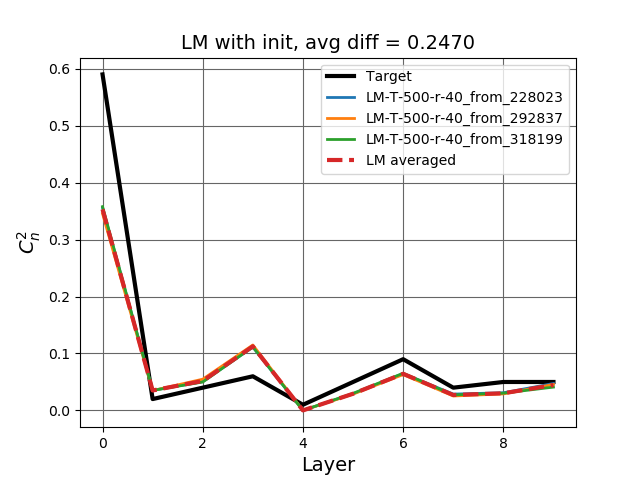 LM with init, avg diff = 0.2470
0.6
0.5
0.4
0.3
0.2
0.1
0.0
$C_n^2$
Target
LM-T-500-r-40_from_228023
LM-T-500-r-40_from_292837
LM-T-500-r-40_from_318199
LM averaged
0 2 4 6 8
Layer